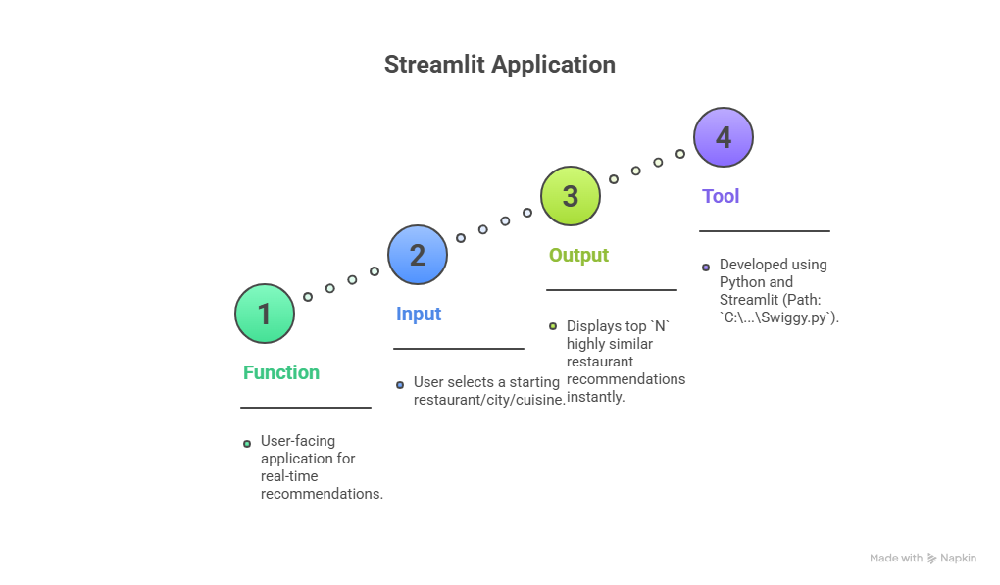 Streamlit Application
1
Function
User-facing
application for
real-time
recommendations.
2
Input
User selects a starting
restaurant/city/cuisine.
3
Output
Displays top `N`
highly similar
restaurant
recommendations
instantly.
4
Tool
Developed using
Python and
Streamlit (Path:
`C:\...\Swiggy.py`).
Made with Napkin